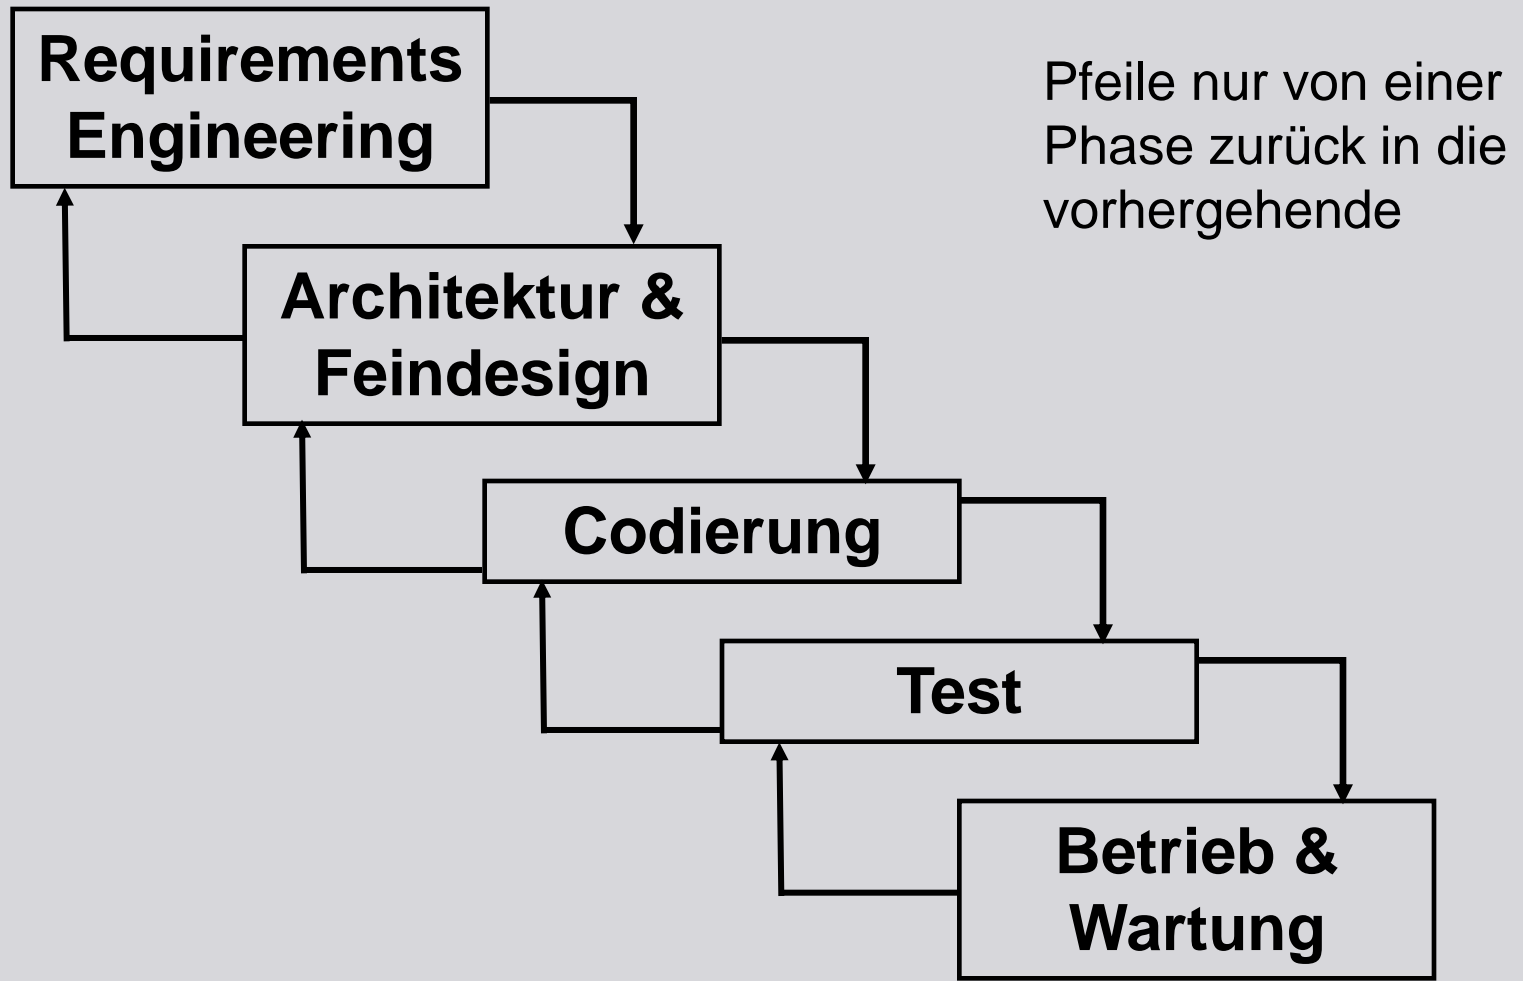 Requirements
Engineering
Pfeile nur von einer
Phase zurück in die
vorhergehende
Architektur &
Feindesign
Codierung
Test
Betrieb &
Wartung